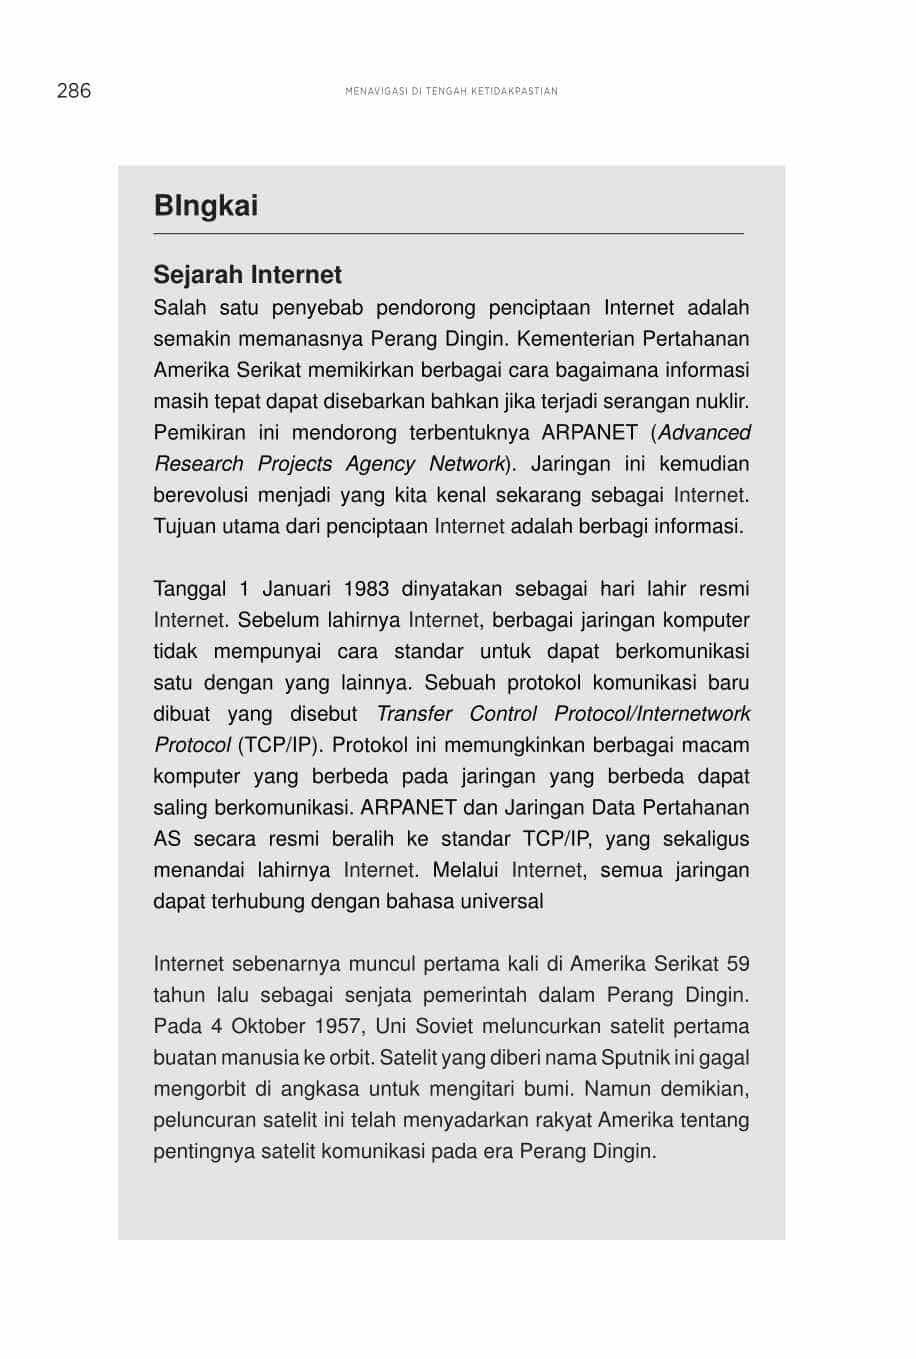 286
MENAVIGASI DI TENGAH KETIDAKPASTIAN
BIngkai
Sejarah Internet
Salah satu penyebab pendorong penciptaan Internet adalah
semakin memanasnya Perang Dingin. Kementerian Pertahanan
Amerika Serikat memikirkan berbagai cara bagaimana informasi
masih tepat dapat disebarkan bahkan jika terjadi serangan nuklir.
Pemikiran ini mendorong terbentuknya ARPANET (Advanced
Research Projects Agency Network). Jaringan ini kemudian
berevolusi menjadi yang kita kenal sekarang sebagai Internet.
Tujuan utama dari penciptaan Internet adalah berbagi informasi.
Tanggal 1 Januari 1983 dinyatakan sebagai hari lahir resmi
Internet. Sebelum lahirnya Internet, berbagai jaringan komputer
tidak mempunyai cara standar untuk dapat berkomunikasi
satu dengan yang lainnya. Sebuah protokol komunikasi baru
dibuat yang disebut Transfer Control Protocol/Internetwork
Protocol (TCP/IP). Protokol ini memungkinkan berbagai macam
komputer yang berbeda pada jaringan yang berbeda dapat
saling berkomunikasi. ARPANET dan Jaringan Data Pertahanan
AS secara resmi beralih ke standar TCP/IP, yang sekaligus
menandai lahirnya Internet. Melalui Internet, semua jaringan
dapat terhubung dengan bahasa universal
Internet sebenarnya muncul pertama kali di Amerika Serikat 59
tahun lalu sebagai senjata pemerintah dalam Perang Dingin.
Pada 4 Oktober 1957, Uni Soviet meluncurkan satelit pertama
buatan manusia ke orbit. Satelit yang diberi nama Sputnik ini gagal
mengorbit di angkasa untuk mengitari bumi. Namun demikian,
peluncuran satelit ini telah menyadarkan rakyat Amerika tentang
pentingnya satelit komunikasi pada era Perang Dingin.